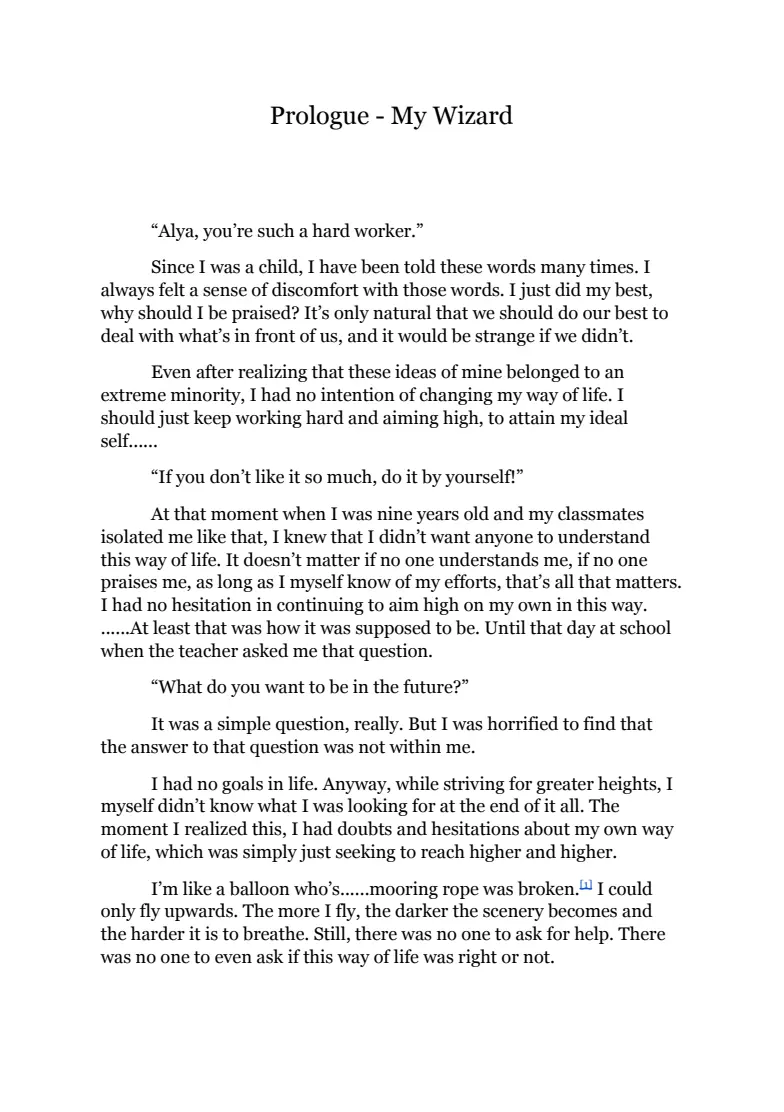 Prologue - My Wizard
“Alya, you’re such a hard worker.”
Since I was a child, I have been told these words many times. I
always felt a sense of discomfort with those words. I just did my best,
why should I be praised? It’s only natural that we should do our best to
deal with what’s in front of us, and it would be strange if we didn’t.
Even after realizing that these ideas of mine belonged to an
extreme minority, I had no intention of changing my way of life. I
should just keep working hard and aiming high, to attain my ideal
self......
“If you don’t like it so much, do it by yourself!”
At that moment when I was nine years old and my classmates
isolated me like that, I knew that I didn’t want anyone to understand
this way of life. It doesn’t matter if no one understands me, if no one
praises me, as long as I myself know of my efforts, that’s all that matters.
I had no hesitation in continuing to aim high on my own in this way.
......At least that was how it was supposed to be. Until that day at school
when the teacher asked me that question.
“What do you want to be in the future?”
It was a simple question, really. But I was horrified to find that
the answer to that question was not within me.
I had no goals in life. Anyway, while striving for greater heights, I
myself didn’t know what I was looking for at the end of it all. The
moment I realized this, I had doubts and hesitations about my own way
of life, which was simply just seeking to reach higher and higher.
I’m like a balloon who’s......mooring rope was broken.[1] I could
only fly upwards. The more I fly, the darker the scenery becomes and
the harder it is to breathe. Still, there was no one to ask for help. There
was no one to even ask if this way of life was right or not.